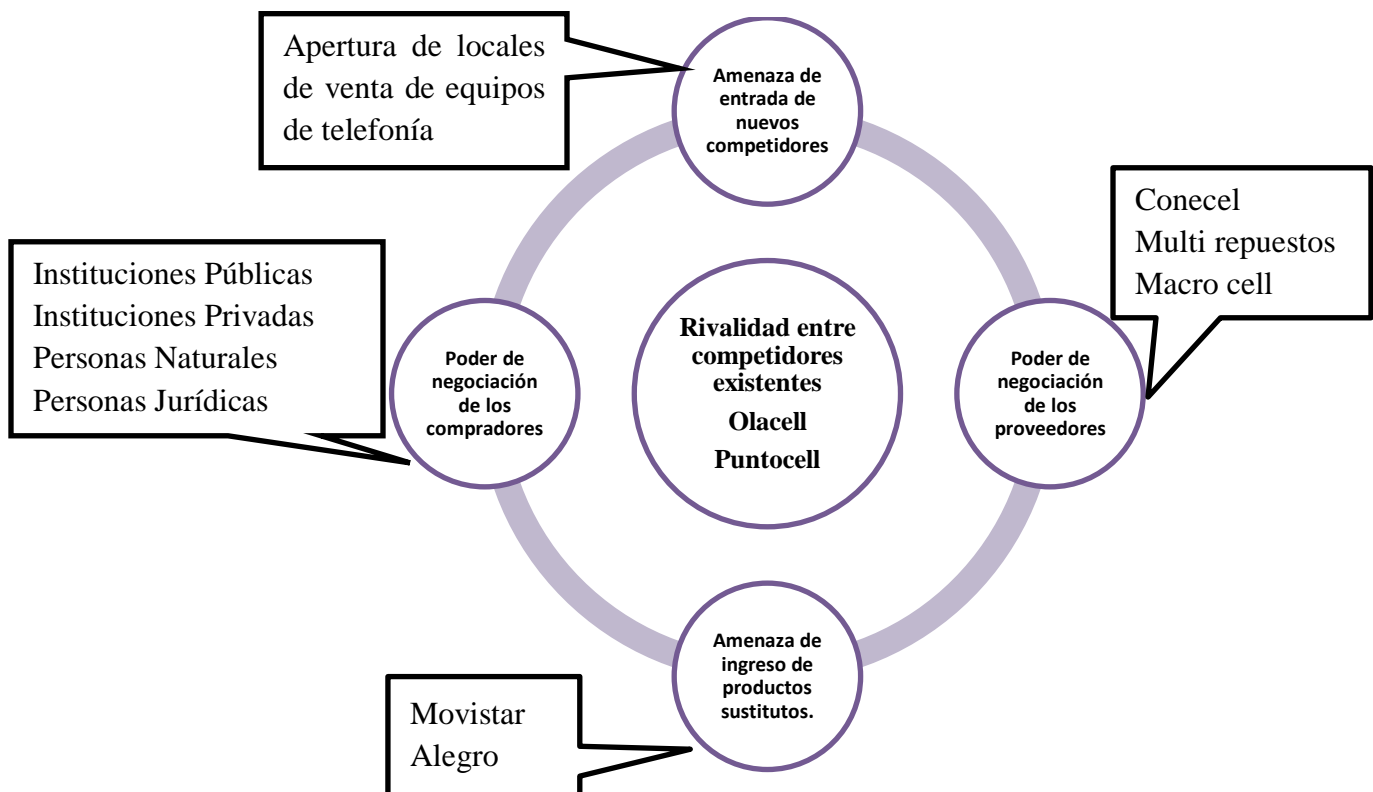 Apertura de locales
de venta de equipos
de telefonía
Amenaza de
entrada de
nuevos
competidores
Conecel
Multi repuestos
Macro cell
Instituciones Públicas
Instituciones Privadas
Personas Naturales
Personas Jurídicas
Poder de
negociación
de los
compradores
Rivalidad entre
competidores
existentes
Olacell
Puntocell
Poder de
negociación
de los
proveedores
Amenaza de
ingreso de
productos
sustitutos.
Movistar
Alegro